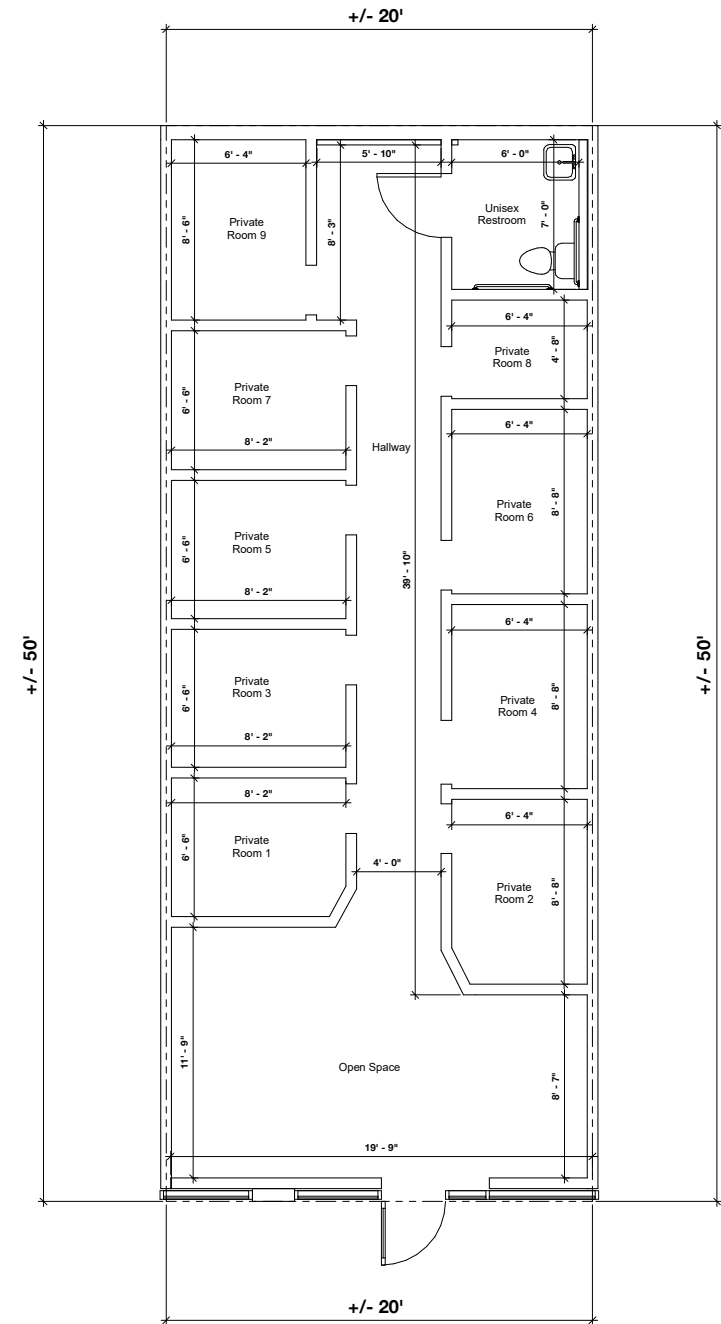 +/- 20'
6' - 4"
5' - 10"
6' - 0"
Private
Room 9
8' - 6"
8' - 3"
Unisex
Restroom
7' - 0"
6' - 4"
Private
Room 8
4' - 8"
Private
Room 7
6' - 6"
8' - 2"
Hallway
6' - 4"
Private
Room 6
8' - 8"
Private
Room 5
6' - 6"
8' - 2"
39' - 10"
+/- 50'
+/- 50'
6' - 4"
Private
Room 3
6' - 6"
8' - 2"
Private
Room 4
8' - 8"
8' - 2"
6' - 4"
Private
Room 1
6' - 6"
4' - 0"
Private
Room 2
8' - 8"
11' - 9"
Open Space
8' - 7"
19' - 9"
+/- 20'